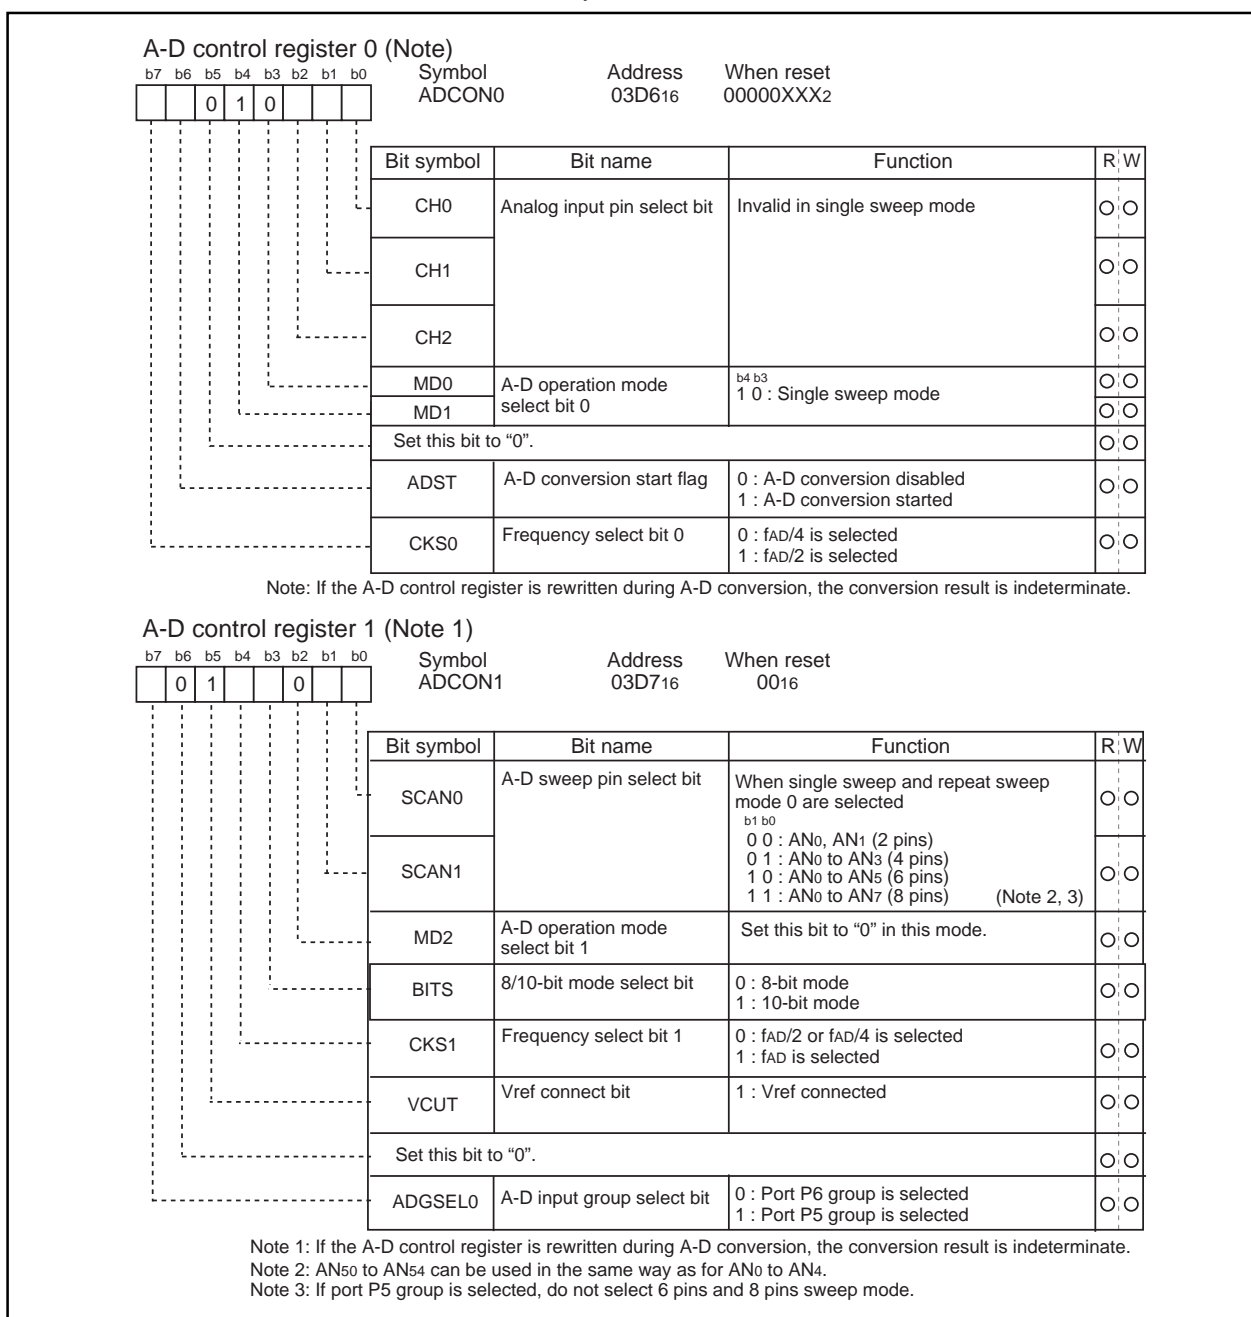 A-D control register 0 (Note)
b7 b6 b5 b4 b3 b2 b1 b0
0 1 0
Symbol Address When reset
ADCON0 03D616 00000XXX2
Bit symbol Bit name Function R W
CH0 Analog input pin select bit Invalid in single sweep mode
CH1
CH2
MD0 A-D operation mode select bit 0
b4 b3
1 0 : Single sweep mode
MD1
Set this bit to “0”.
ADST A-D conversion start flag 0 : A-D conversion disabled
1 : A-D conversion started
CKS0 Frequency select bit 0 0 : fAD/4 is selected
1 : fAD/2 is selected
Note: If the A-D control register is rewritten during A-D conversion, the conversion result is indeterminate.
A-D control register 1 (Note 1)
b7 b6 b5 b4 b3 b2 b1 b0
0 1 0
Symbol Address When reset
ADCON1 03D716 0016
Bit symbol Bit name Function R W
SCAN0 A-D sweep pin select bit When single sweep and repeat sweep
mode 0 are selected
b1 b0
0 0 : AN0, AN1 (2 pins)
0 1 : AN0 to AN3 (4 pins)
SCAN1 1 0 : AN0 to AN5 (6 pins)
1 1 : AN0 to AN7 (8 pins) (Note 2, 3)
MD2 A-D operation mode select bit 1 Set this bit to “0” in this mode.
BITS 8/10-bit mode select bit 0 : 8-bit mode
1 : 10-bit mode
CKS1 Frequency select bit 1 0 : fAD/2 or fAD/4 is selected
1 : fAD is selected
VCUT Vref connect bit 1 : Vref connected
Set this bit to “0”.
ADGSEL0 A-D input group select bit 0 : Port P6 group is selected
1 : Port P5 group is selected
Note 1: If the A-D control register is rewritten during A-D conversion, the conversion result is indeterminate.
Note 2: AN50 to AN54 can be used in the same way as for AN0 to AN4.
Note 3: If port P5 group is selected, do not select 6 pins and 8 pins sweep mode.